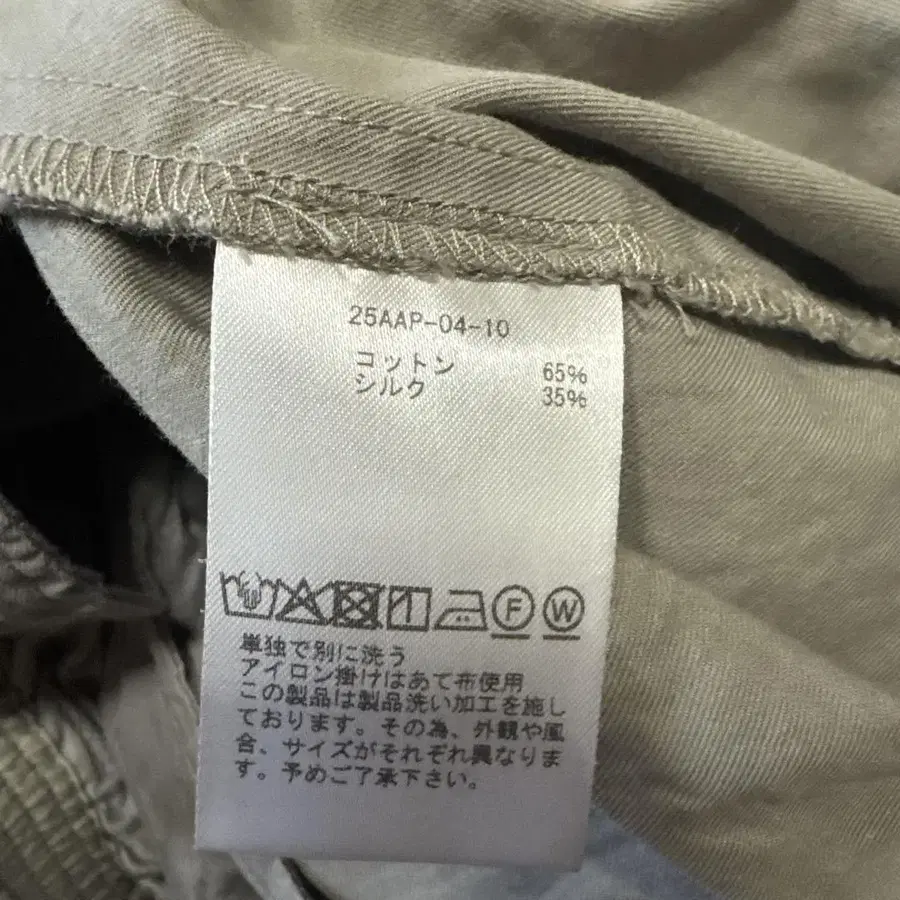 25AAP-04-10
コットン 65%
シルク 35%
F W
単独で別に洗う
アイロン掛けはあて布使用
この製品は製品洗い加工を施し
ております。その為、外観や風
合、サイズがそれぞれ異なりま
す。予めご了承下さい。